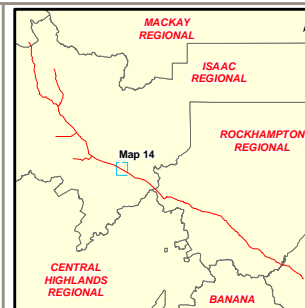 MACKAY
REGIONAL
ISAAC
REGIONAL
ROCKHAMPTON
REGIONAL
Map 14
CENTRAL
HIGHLANDS
REGIONAL
BANANA